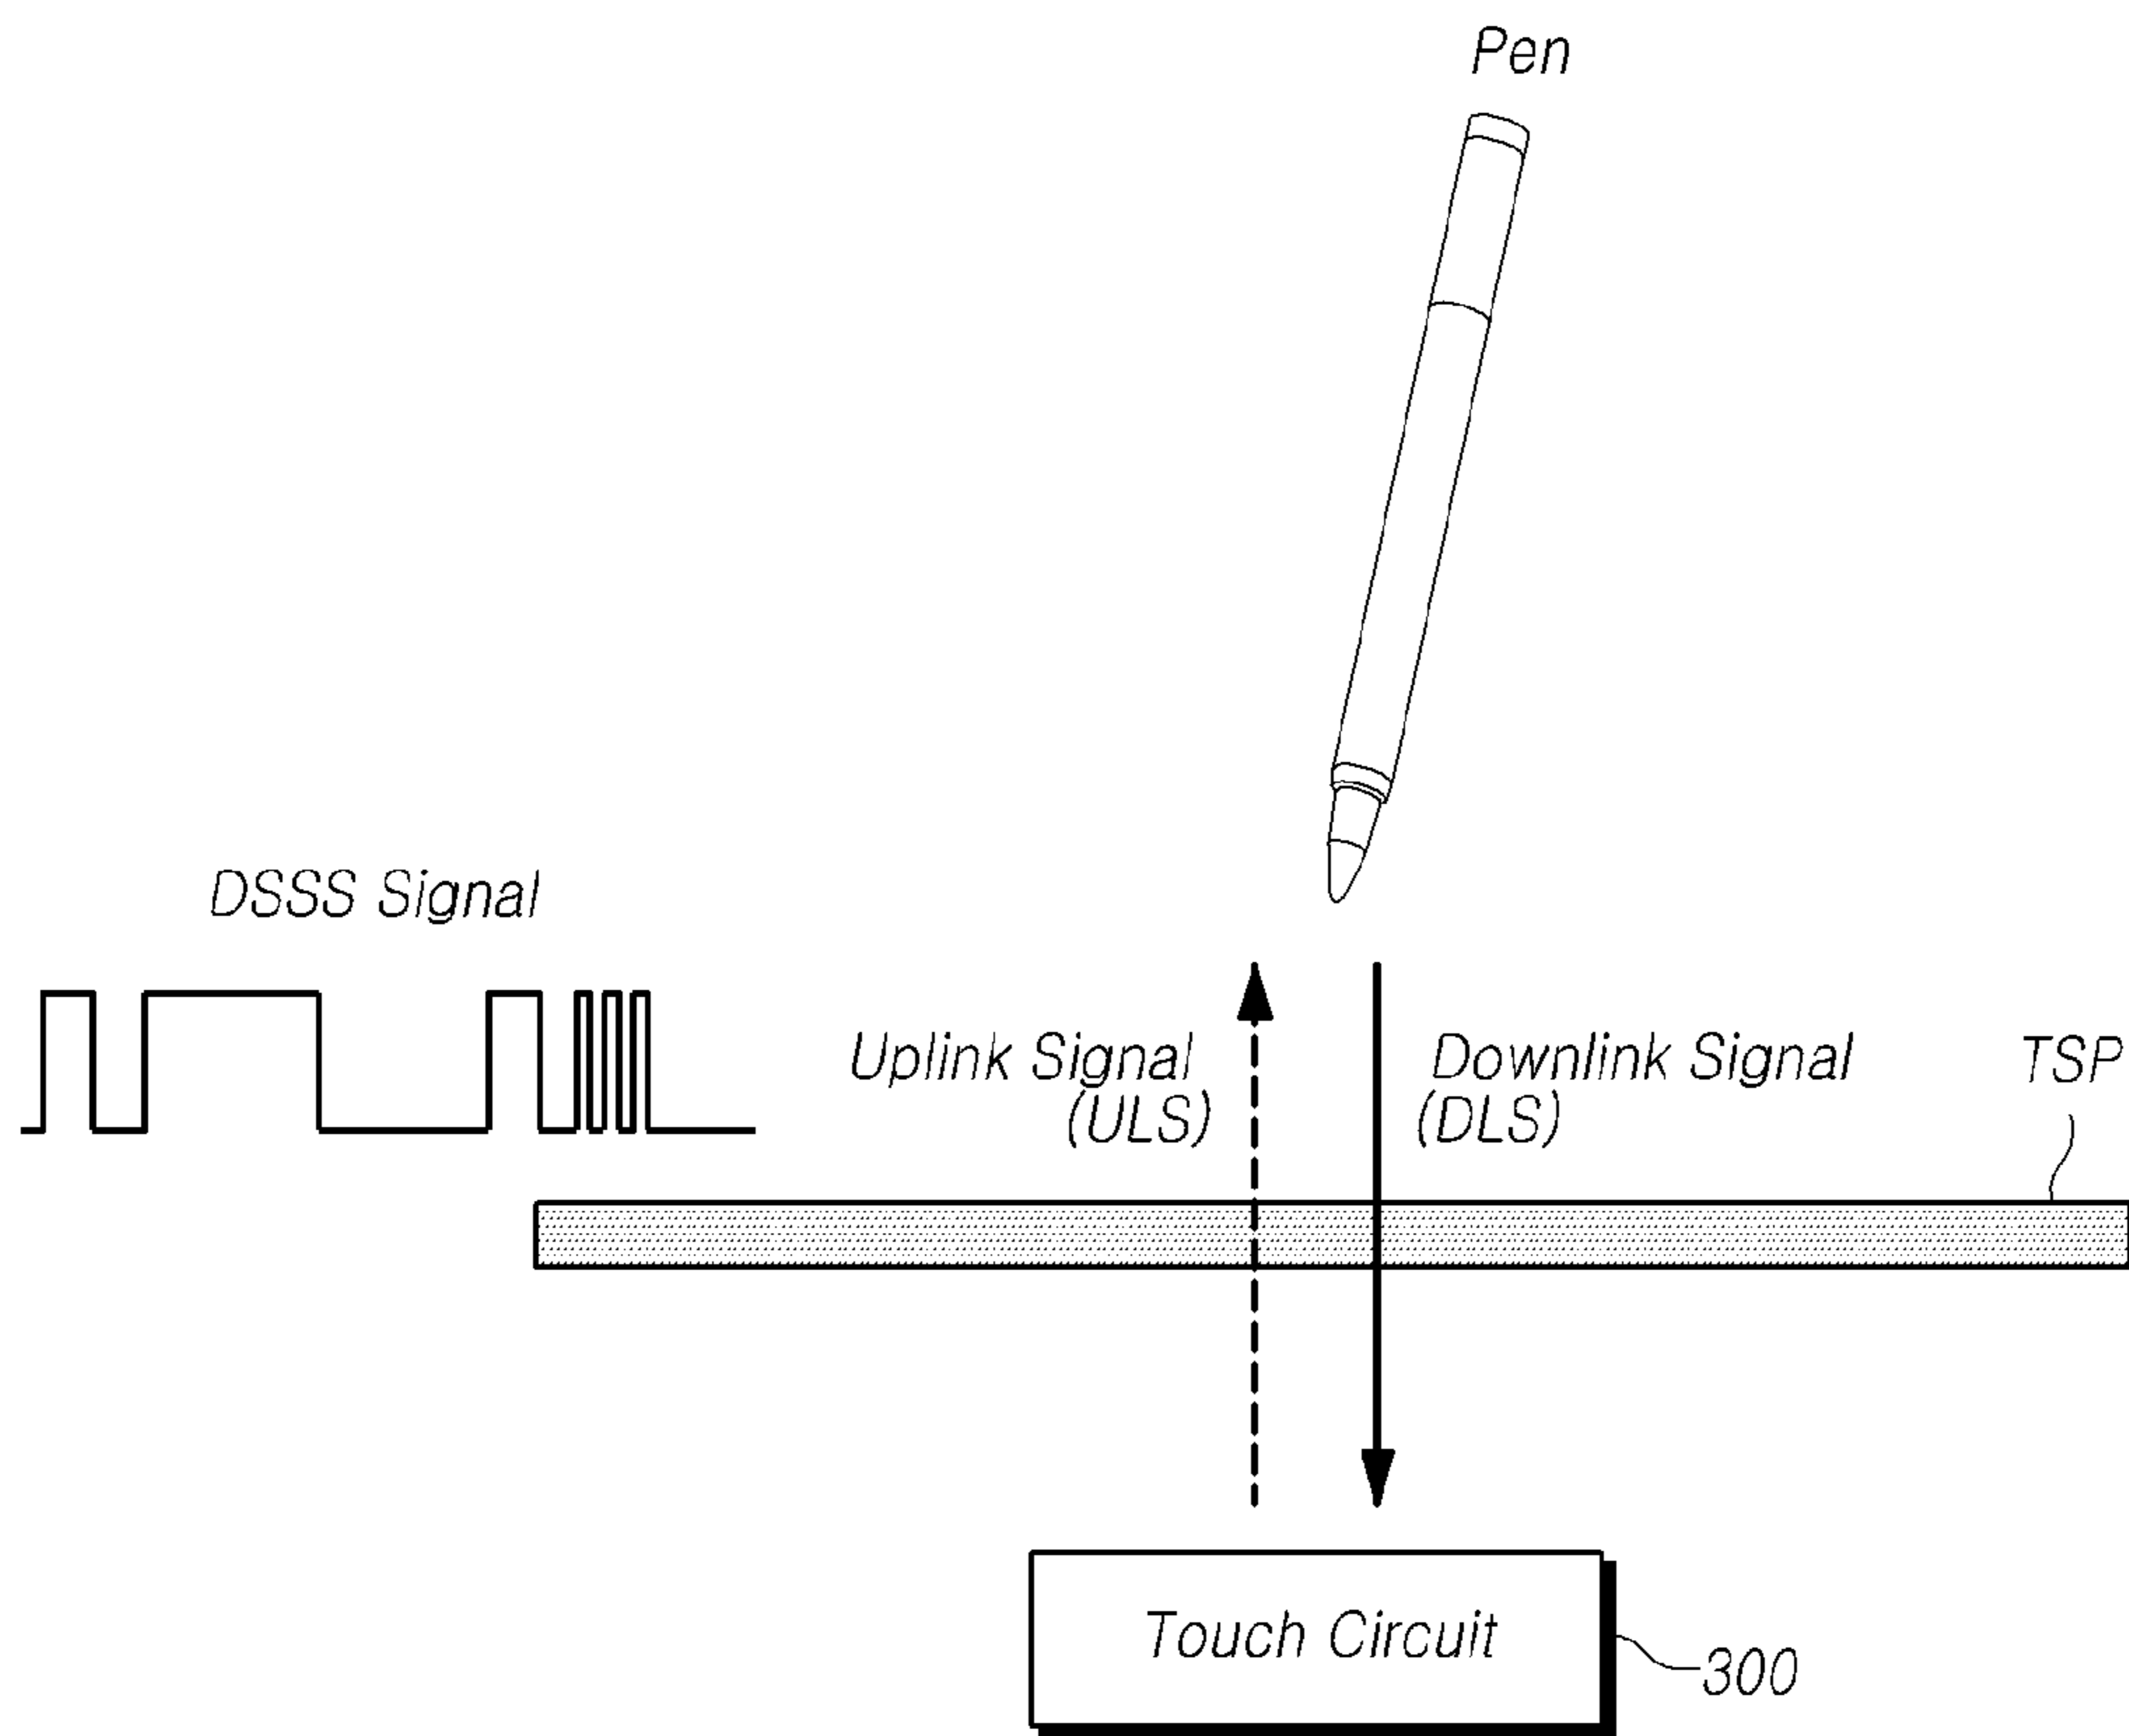 Pen
DSSS Signal
Uplink Signal
(ULS)
Downlink Signal
(DLS)
TSP
Touch Circuit
300